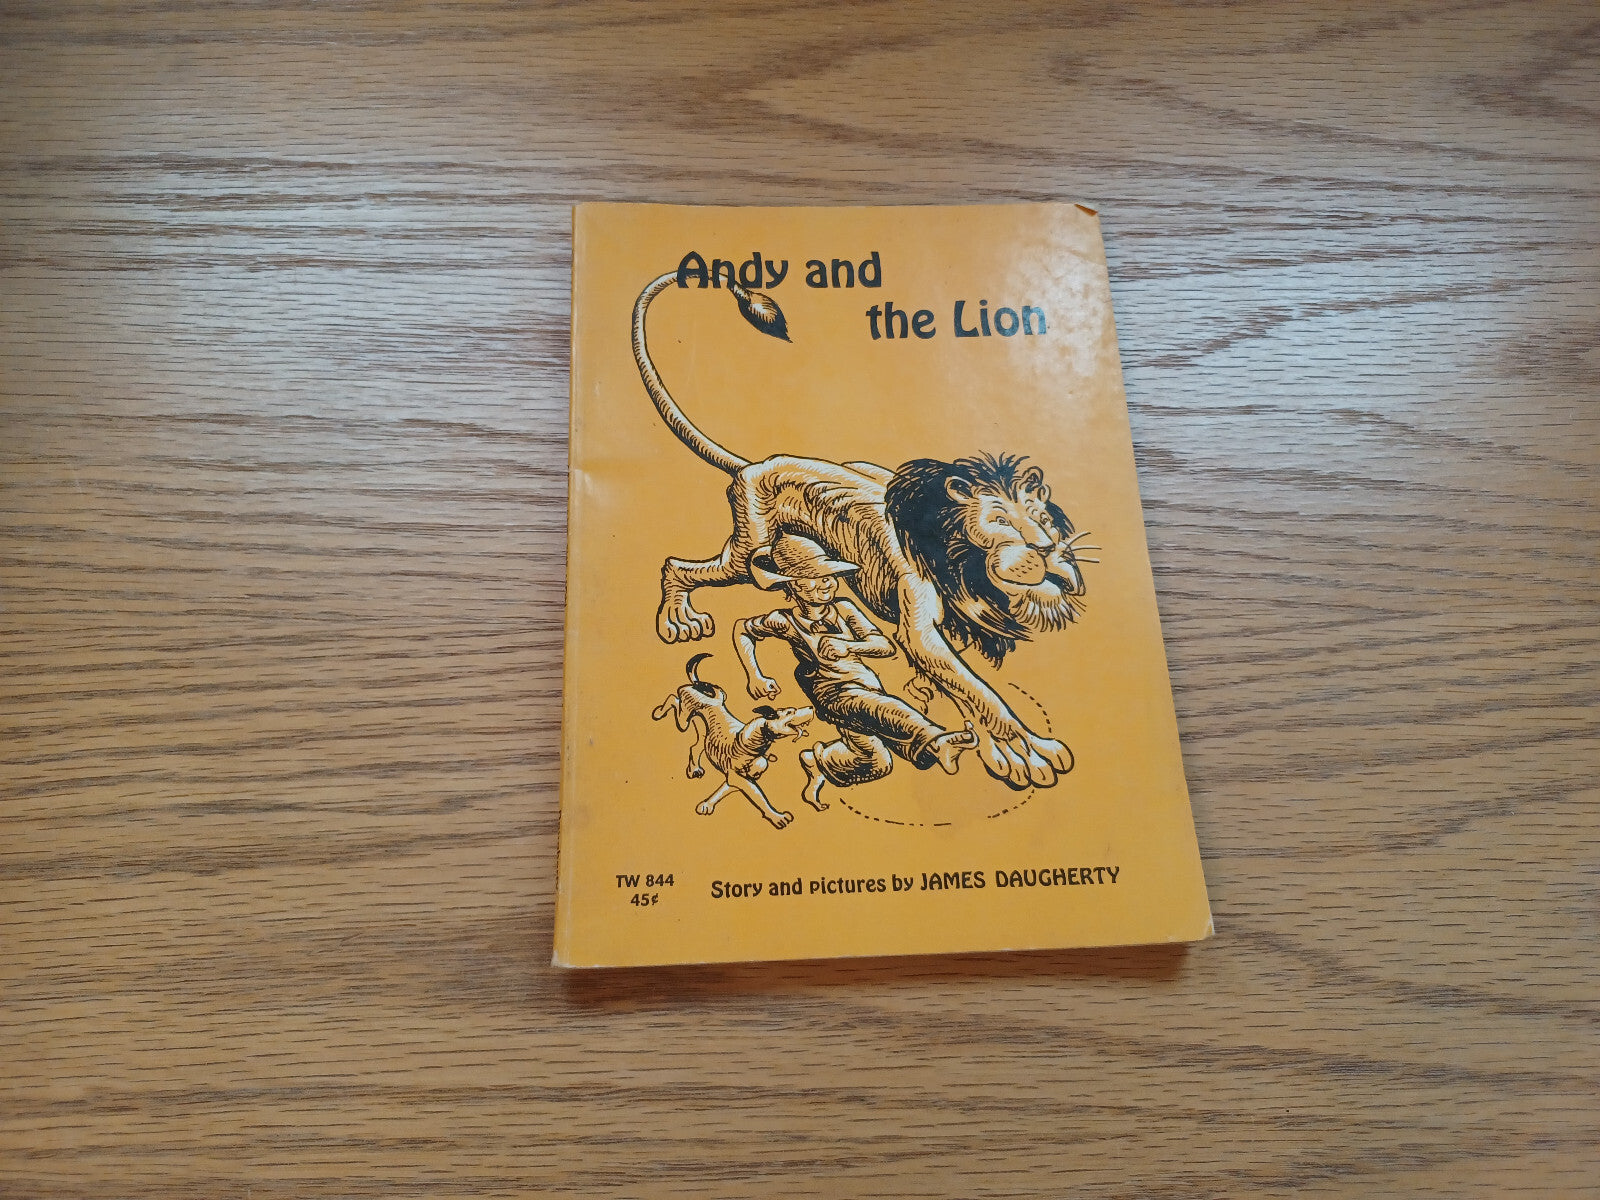 Andy and
the Lion
TW 844
45¢
Story and pictures by JAMES DAUGHERTY